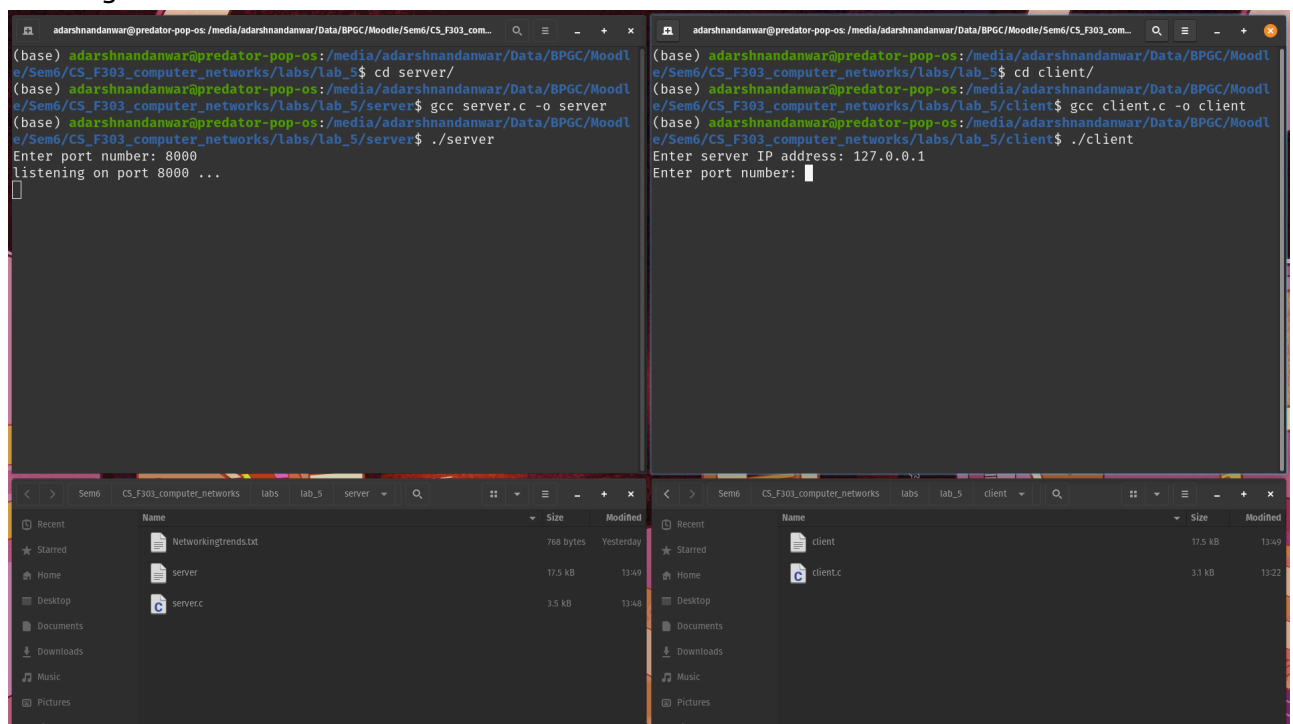 adarshnandanwar@predator-pop-os: /media/adarshnandanwar/Data/BPGC/Moodle/Sem6/CS_F303_com...
(base) adarshnandanwar@predator-pop-os:/media/adarshnandanwar/Data/BPGC/Moodl
e/Sem6/CS_F303_computer_networks/labs/lab_5$ cd server/
(base) adarshnandanwar@predator-pop-os:/media/adarshnandanwar/Data/BPGC/Moodl
e/Sem6/CS_F303_computer_networks/labs/lab_5/server$ gcc server.c -o server
(base) adarshnandanwar@predator-pop-os:/media/adarshnandanwar/Data/BPGC/Moodl
e/Sem6/CS_F303_computer_networks/labs/lab_5/server$ ./server
Enter port number: 8000
listening on port 8000 ...
adarshnandanwar@predator-pop-os: /media/adarshnandanwar/Data/BPGC/Moodle/Sem6/CS_F303_com...
(base) adarshnandanwar@predator-pop-os:/media/adarshnandanwar/Data/BPGC/Moodl
e/Sem6/CS_F303_computer_networks/labs/lab_5$ cd client/
(base) adarshnandanwar@predator-pop-os:/media/adarshnandanwar/Data/BPGC/Moodl
e/Sem6/CS_F303_computer_networks/labs/lab_5/client$ gcc client.c -o client
(base) adarshnandanwar@predator-pop-os:/media/adarshnandanwar/Data/BPGC/Moodl
e/Sem6/CS_F303_computer_networks/labs/lab_5/client$ ./client
Enter server IP address: 127.0.0.1
Enter port number:
Sem6 CS_F303_computer_networks labs lab_5 server
Name Size Modified
Recent
Starred
Home
Desktop
Documents
Downloads
Music
Pictures
Networkingtrends.txt 768 bytes Yesterday
server 17.5 kB 13:49
server.c 3.5 kB 13:48
Sem6 CS_F303_computer_networks labs lab_5 client
Name Size Modified
Recent
Starred
Home
Desktop
Documents
Downloads
Music
Pictures
client 17.5 kB 13:49
client.c 3.1 kB 13:22